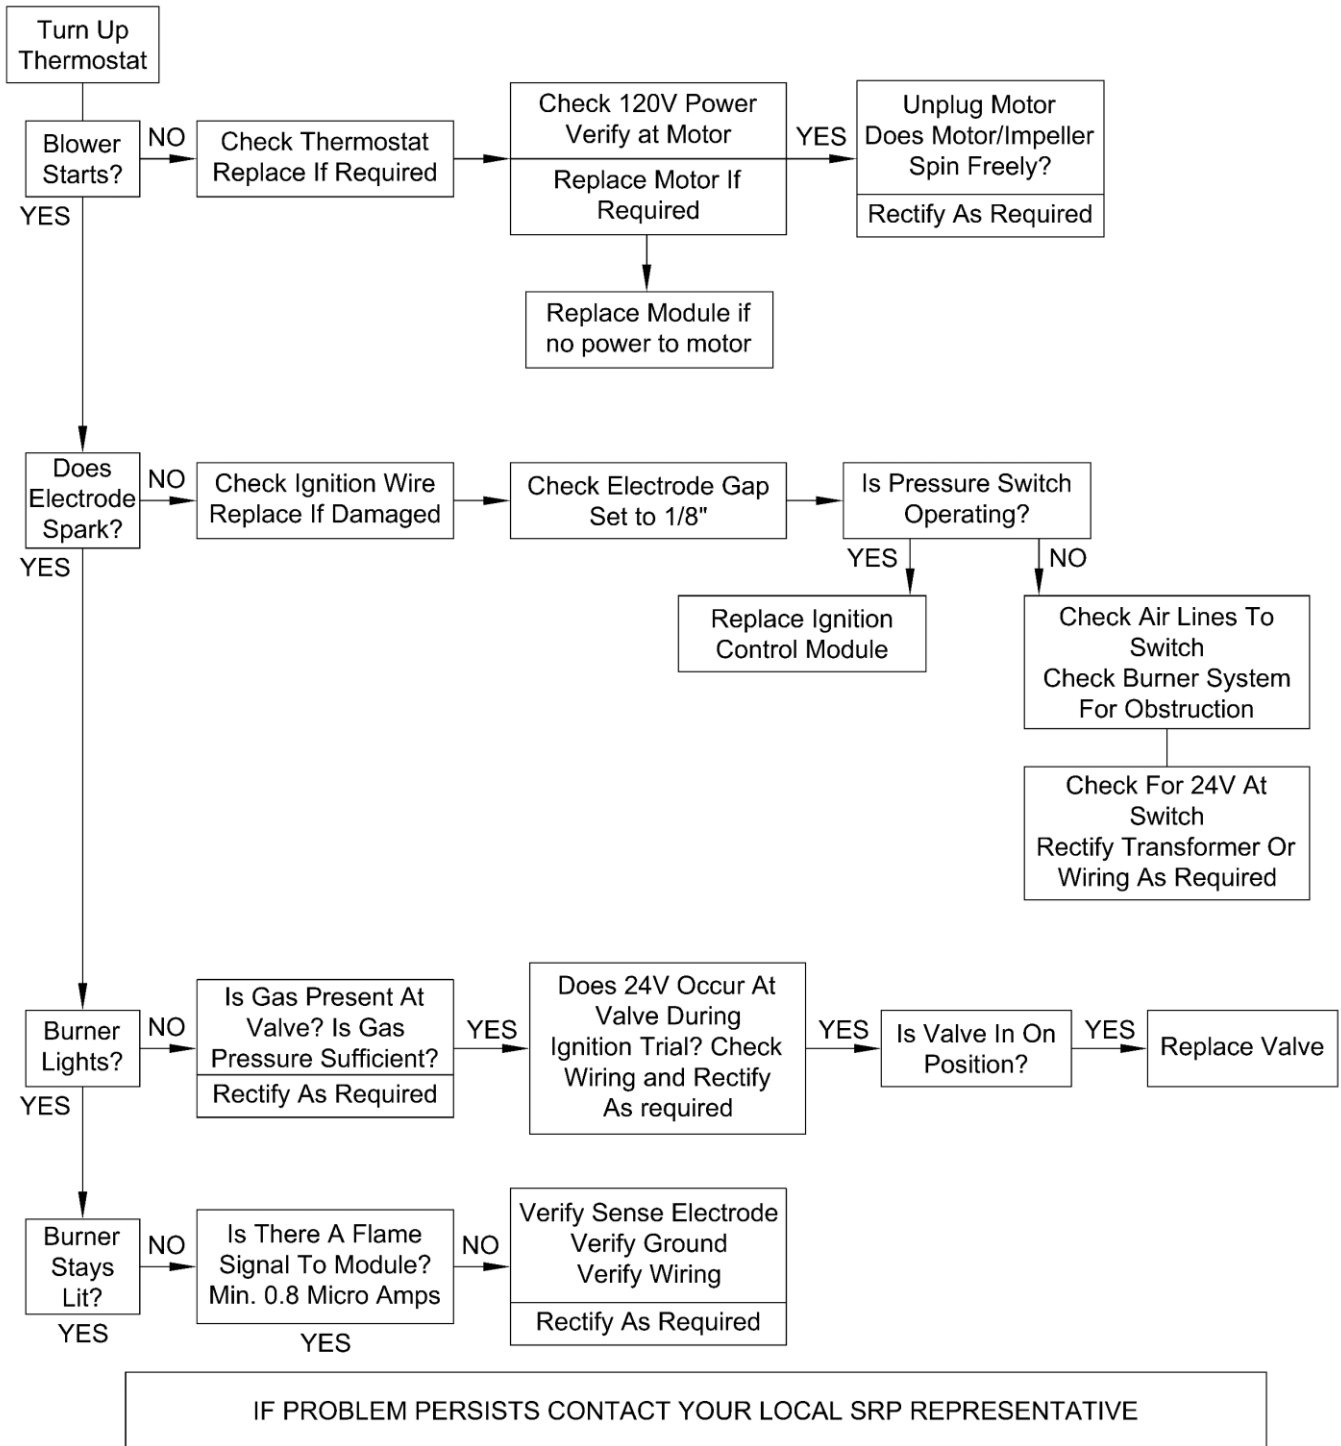 Turn Up
Thermostat
Blower
Starts?
NO
YES
Check Thermostat
Replace If Required
Check 120V Power
Verify at Motor
Replace Motor If
Required
YES
Unplug Motor
Does Motor/Impeller
Spin Freely?
Rectify As Required
Replace Module if
no power to motor
Does
Electrode
Spark?
NO
YES
Check Ignition Wire
Replace If Damaged
Check Electrode Gap
Set to 1/8"
Is Pressure Switch
Operating?
YES
NO
Replace Ignition
Control Module
Check Air Lines To
Switch
Check Burner System
For Obstruction
Check For 24V At
Switch
Rectify Transformer Or
Wiring As Required
Burner
Lights?
NO
YES
Is Gas Present At
Valve? Is Gas
Pressure Sufficient?
Rectify As Required
YES
Does 24V Occur At
Valve During
Ignition Trial? Check
Wiring and Rectify
As required
YES
Is Valve In On
Position?
YES
Replace Valve
Burner
Stays
Lit?
NO
YES
Is There A Flame
Signal To Module?
Min. 0.8 Micro Amps
NO
YES
Verify Sense Electrode
Verify Ground
Verify Wiring
Rectify As Required
IF PROBLEM PERSISTS CONTACT YOUR LOCAL SRP REPRESENTATIVE